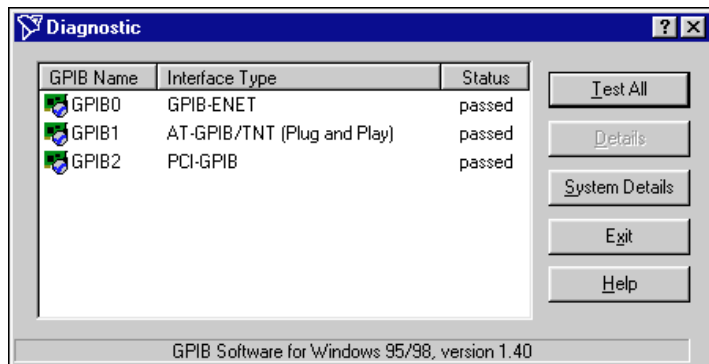 Diagnostic
GPIB Name Interface Type Status
GPIB0 GPIB-ENET passed
GPIB1 AT-GPIB/TNT (Plug and Play) passed
GPIB2 PCI-GPIB passed
Test All
Details
System Details
Exit
Help
GPIB Software for Windows 95/98, version 1.40